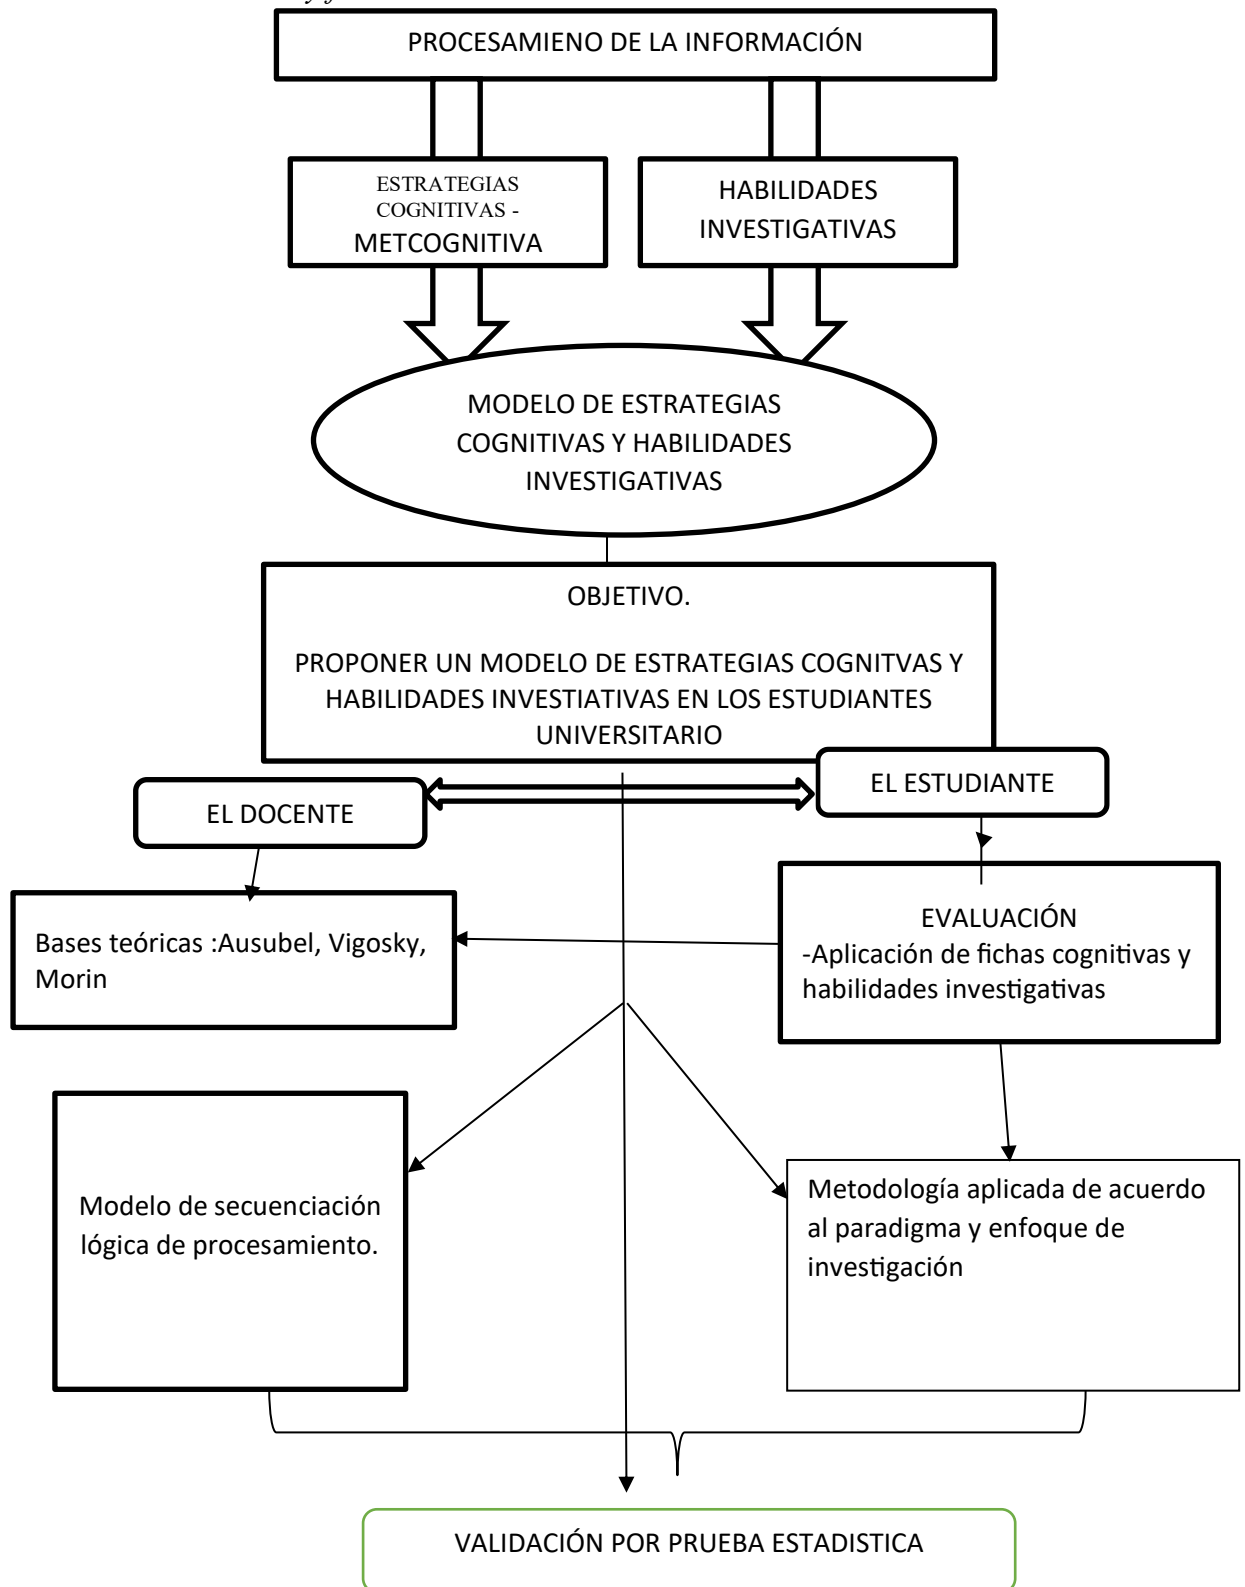 PROCESAMIENO DE LA INFORMACIÓN
ESTRATEGIAS
COGNITIVAS -
METCOGNITIVA
HABILIDADES
INVESTIGATIVAS
MODELO DE ESTRATEGIAS
COGNITIVAS Y HABILIDADES
INVESTIGATIVAS
OBJETIVO.
PROPONER UN MODELO DE ESTRATEGIAS COGNITVAS Y
HABILIDADES INVESTIATIVAS EN LOS ESTUDIANTES
UNIVERSITARIO
EL DOCENTE
EL ESTUDIANTE
Bases teóricas :Ausubel, Vigosky,
Morin
EVALUACIÓN
-Aplicación de fichas cognitivas y
habilidades investigativas
Modelo de secuenciación
lógica de procesamiento.
Metodología aplicada de acuerdo
al paradigma y enfoque de
investigación
VALIDACIÓN POR PRUEBA ESTADISTICA